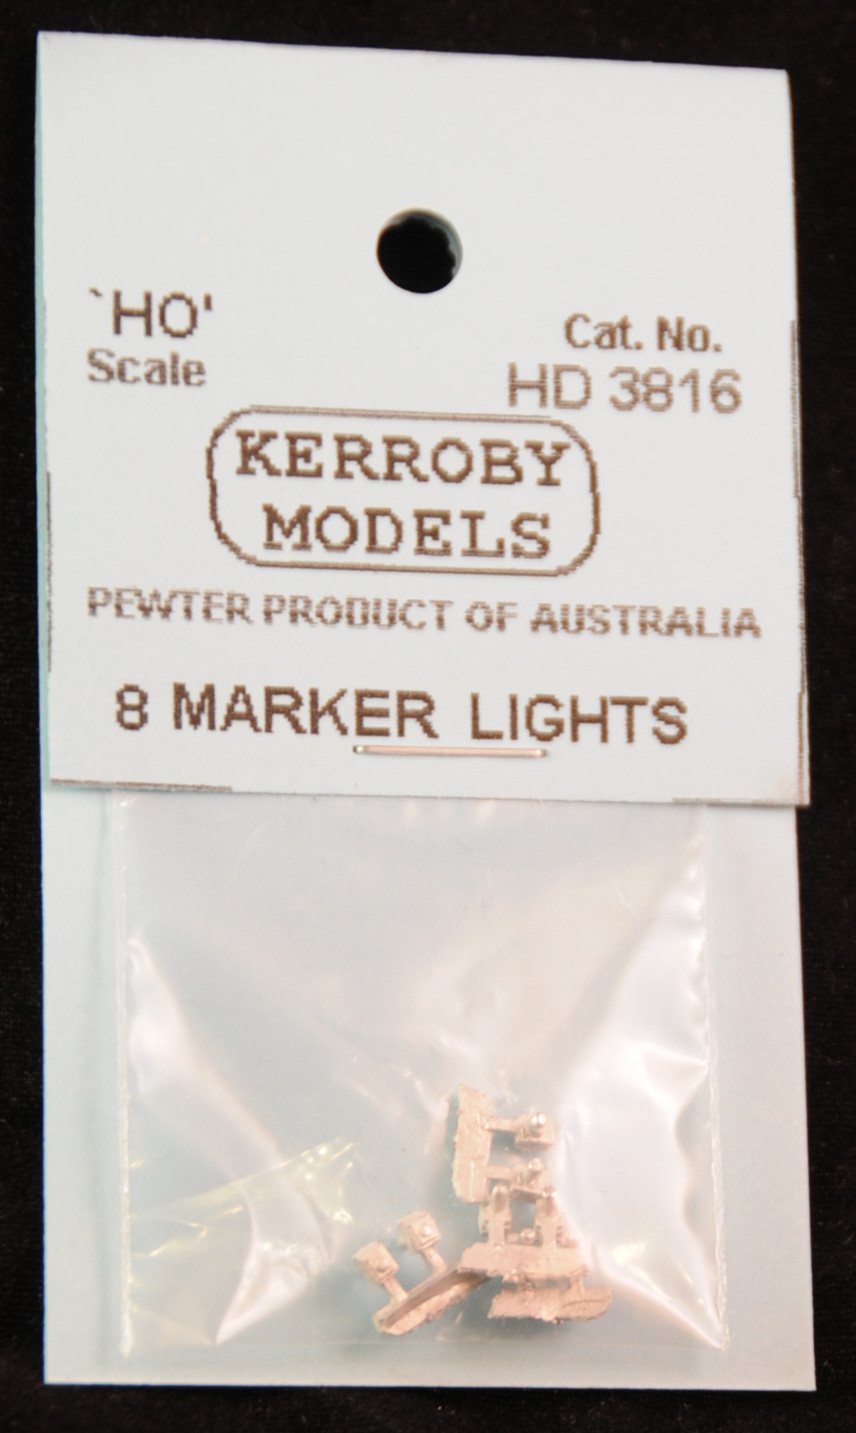 `HO'
Scale
Cat. No.
HD 3816
KERROBY
MODELS
PEWTER PRODUCT OF AUSTRALIA
8 MARKER LIGHTS